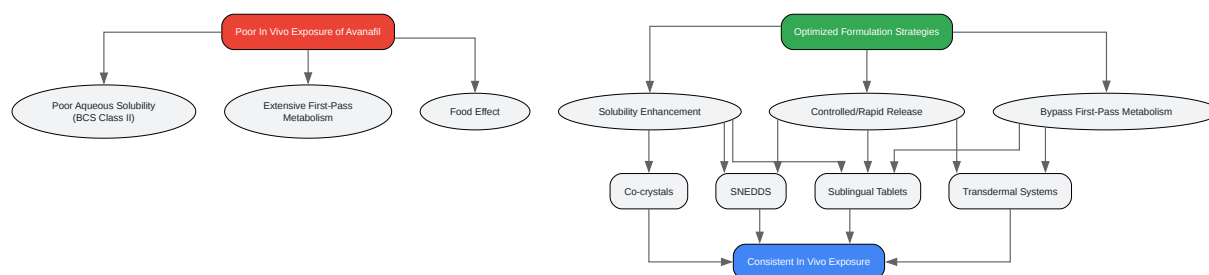 Poor In Vivo Exposure of Avanafil
Optimized Formulation Strategies
Poor Aqueous Solubility
(BCS Class II)
Extensive First-Pass
Metabolism
Food Effect
Solubility Enhancement
Controlled/Rapid Release
Bypass First-Pass Metabolism
Co-crystals
SNEDDS
Sublingual Tablets
Transdermal Systems
Consistent In Vivo Exposure